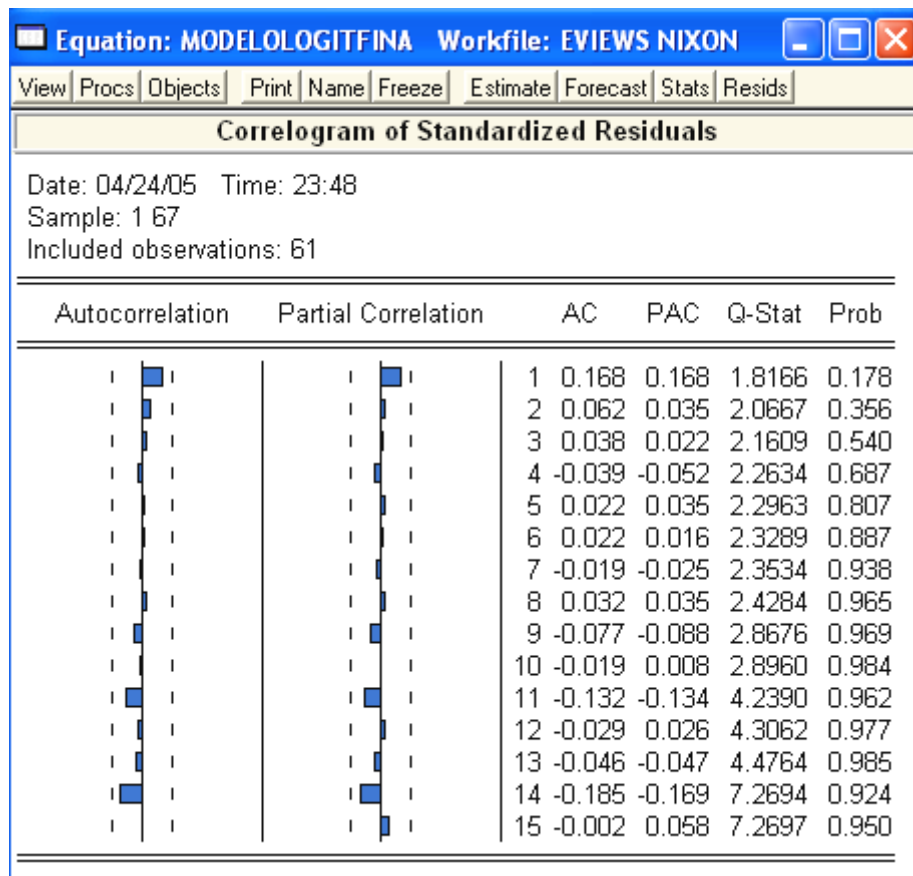 Equation: MODELOLOGITFINA Workfile: EVIEWS NIXON
View Procs Objects Print Name Freeze Estimate Forecast Stats Resids
Correlogram of Standardized Residuals
Date: 04/24/05 Time: 23:48
Sample: 1 67
Included observations: 61
Autocorrelation Partial Correlation AC PAC Q-Stat Prob
1 0.168 0.168 1.8166 0.178
2 0.062 0.035 2.0667 0.356
3 0.038 0.022 2.1609 0.540
4 -0.039 -0.052 2.2634 0.687
5 0.022 0.035 2.2963 0.807
6 0.022 0.016 2.3289 0.887
7 -0.019 -0.025 2.3534 0.938
8 0.032 0.035 2.4284 0.965
9 -0.077 -0.088 2.8676 0.969
10 -0.019 0.008 2.8960 0.984
11 -0.132 -0.134 4.2390 0.962
12 -0.029 0.026 4.3062 0.977
13 -0.046 -0.047 4.4764 0.985
14 -0.185 -0.169 7.2694 0.924
15 -0.002 0.058 7.2697 0.950